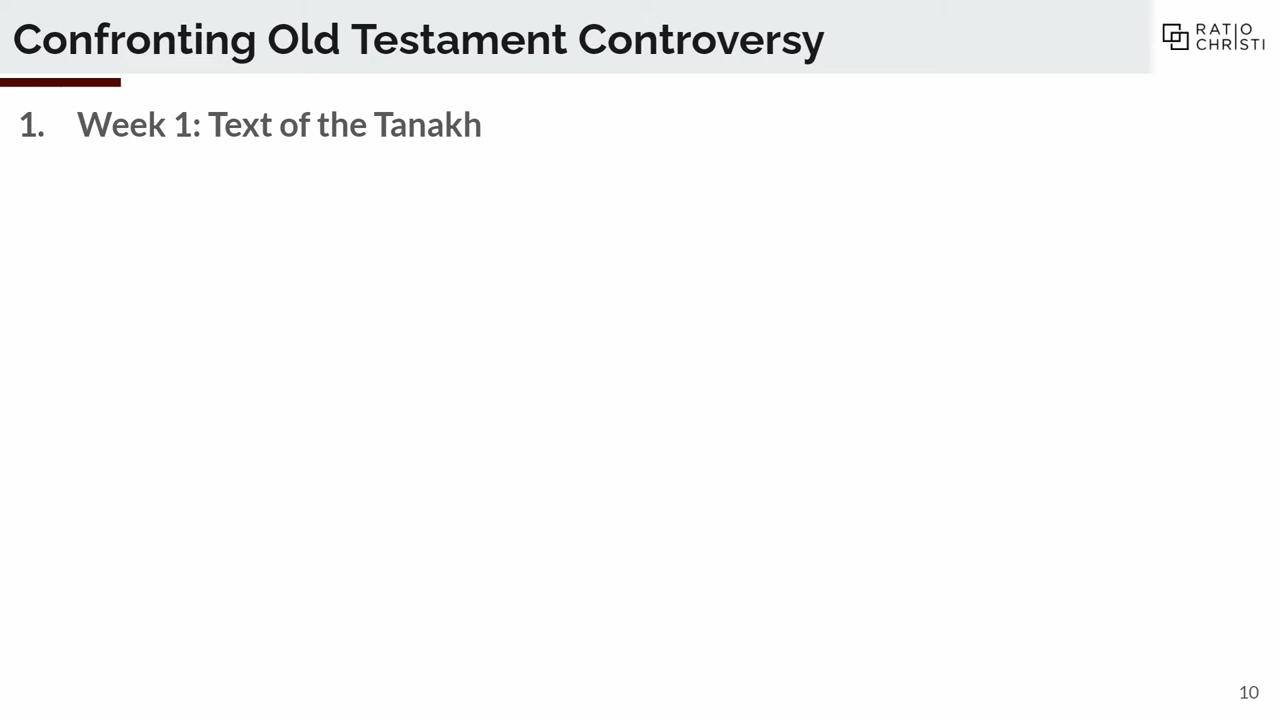 Confronting Old Testament Controversy
RATIO
CHRISTI
1. Week 1: Text of the Tanakh
10